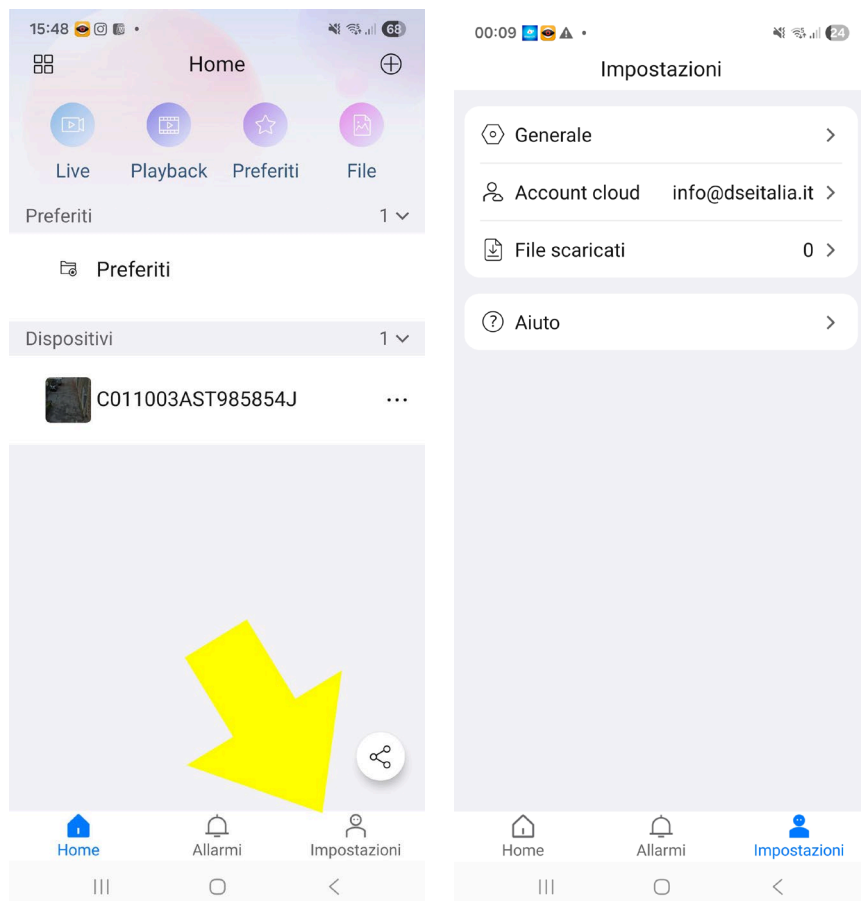 15:48
68
Home
Live Playback Preferiti File
Preferiti 1
Preferiti
Dispositivi 1
C011003AST985854J
Home Allarmi Impostazioni
00:09
24
Impostazioni
Generale
Account cloud info@dseitalia.it
File scaricati 0
Aiuto
Home Allarmi Impostazioni